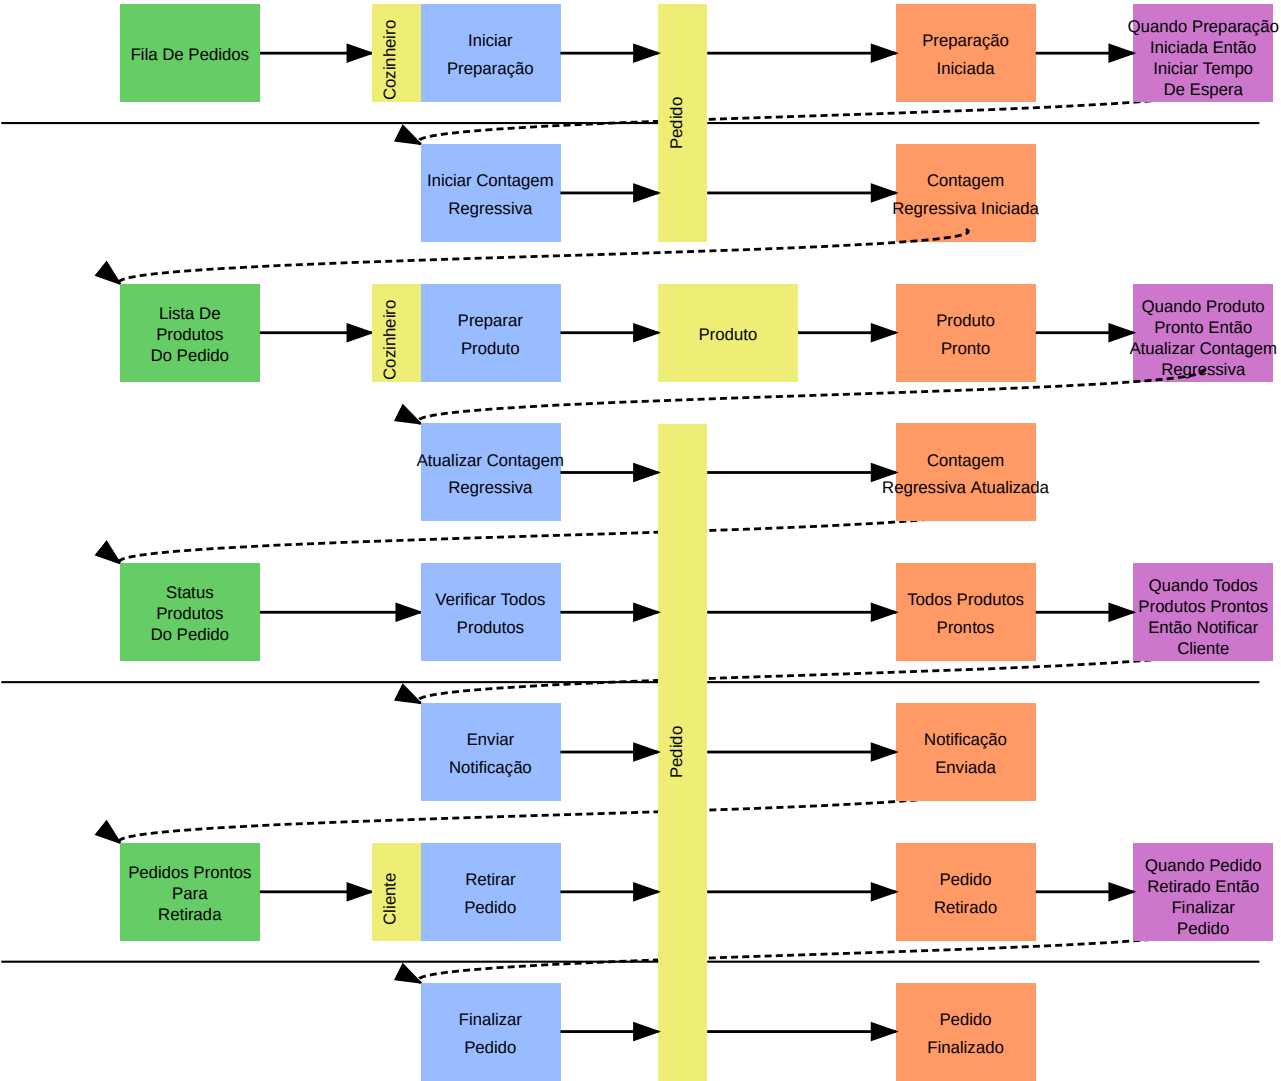 Fila De Pedidos
Cozinheiro
Iniciar
Preparação
Pedido
Preparação
Iniciada
Quando Preparação
Iniciada Então
Iniciar Tempo
De Espera
Iniciar Contagem
Regressiva
Contagem
Regressiva Iniciada
Lista De
Produtos
Do Pedido
Cozinheiro
Preparar
Produto
Produto
Produto
Pronto
Quando Produto
Pronto Então
Atualizar Contagem
Regressiva
Atualizar Contagem
Regressiva
Contagem
Regressiva Atualizada
Status
Produtos
Do Pedido
Verificar Todos
Produtos
Todos Produtos
Prontos
Quando Todos
Produtos Prontos
Então Notificar
Cliente
Enviar
Notificação
Pedido
Notificação
Enviada
Pedidos Prontos
Para
Retirada
Cliente
Retirar
Pedido
Pedido
Retirado
Quando Pedido
Retirado Então
Finalizar
Pedido
Finalizar
Pedido
Pedido
Finalizado